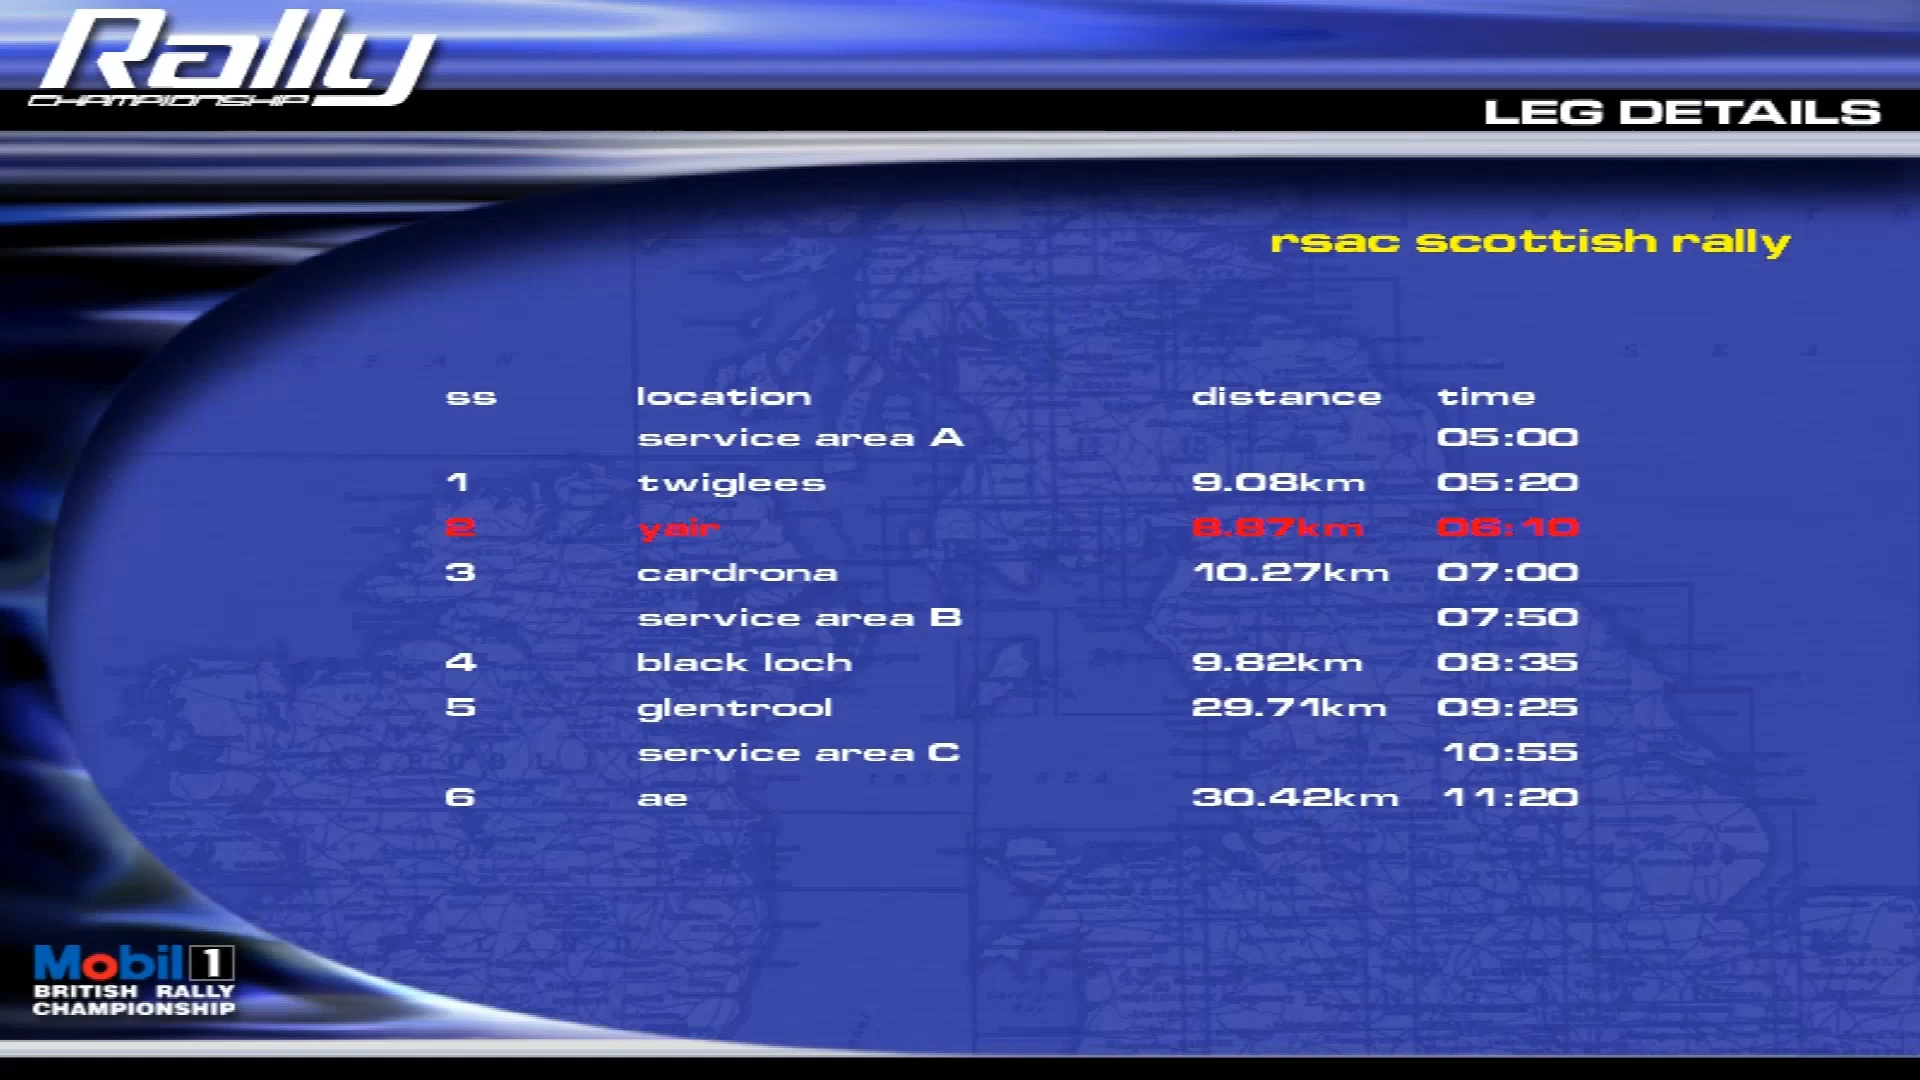 Rally
CHAMPIONSHIP
LEG DETAILS
rsac scottish rally
ss location distance time
service area A 05:00
1 twiglees 9.08km 05:20
2 yair 8.87km 06:10
3 cardrona 10.27km 07:00
service area B 07:50
4 black loch 9.82km 08:35
5 glentrool 29.71km 09:25
service area C 10:55
6 ae 30.42km 11:20
Mobil 1
BRITISH RALLY
CHAMPIONSHIP